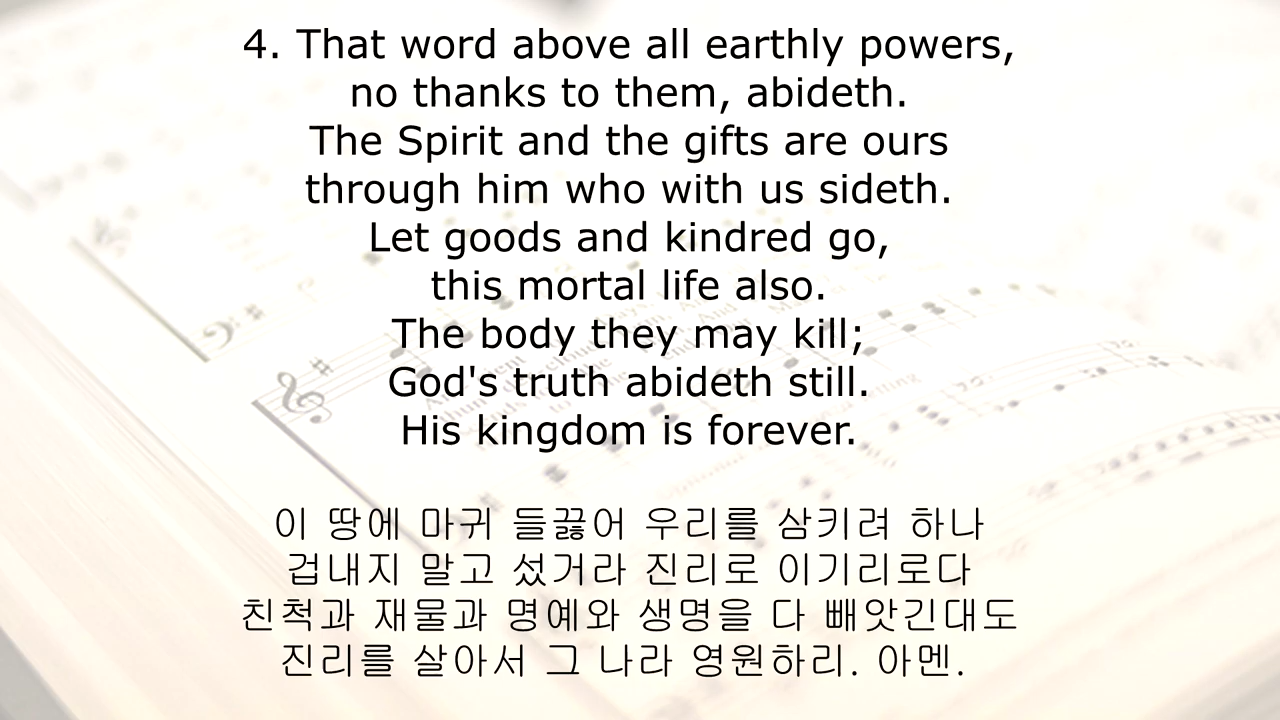 4. That word above all earthly powers,
no thanks to them, abideth.
The Spirit and the gifts are ours
through him who with us sideth.
Let goods and kindred go,
this mortal life also.
The body they may kill;
God's truth abideth still.
His kingdom is forever.
이 땅에 마귀 들끓어 우리를 삼키려 하나
겁내지 말고 섰거라 진리로 이기리로다
친척과 재물과 명예와 생명을 다 빼앗긴대도
진리를 살아서 그 나라 영원하리. 아멘.